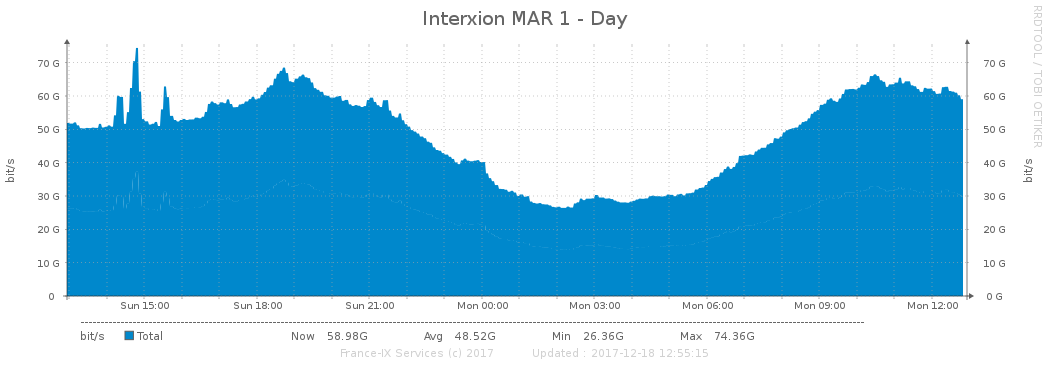 Interxion MAR 1 - Day
RRDTOOL / TOBI OETIKER
bit/s
70 G 70 G
60 G 60 G
50 G 50 G
40 G 40 G
30 G 30 G
20 G 20 G
10 G 10 G
0 0 G
bit/s
Sun 15:00 Sun 18:00 Sun 21:00 Mon 00:00 Mon 03:00 Mon 06:00 Mon 09:00 Mon 12:00
bit/s Total Now 58.98G Avg 48.52G Min 26.36G Max 74.36G
France-IX Services (c) 2017 Updated : 2017-12-18 12:55:15